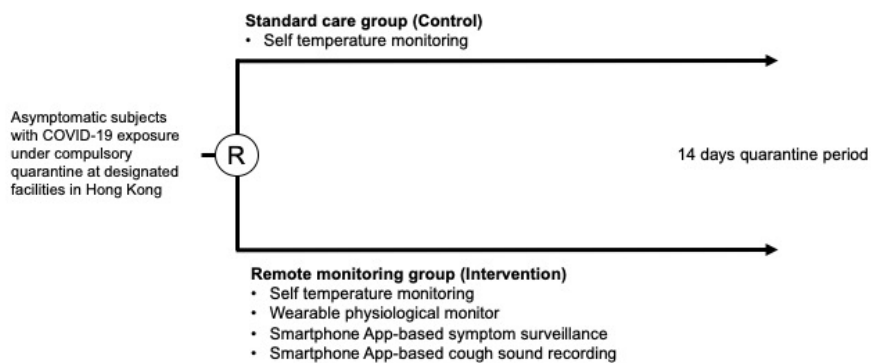 Standard care group (Control)
• Self temperature monitoring
Asymptomatic subjects
with COVID-19 exposure
under compulsory
quarantine at designated
facilities in Hong Kong
R
14 days quarantine period
Remote monitoring group (Intervention)
• Self temperature monitoring
• Wearable physiological monitor
• Smartphone App-based symptom surveillance
• Smartphone App-based cough sound recording